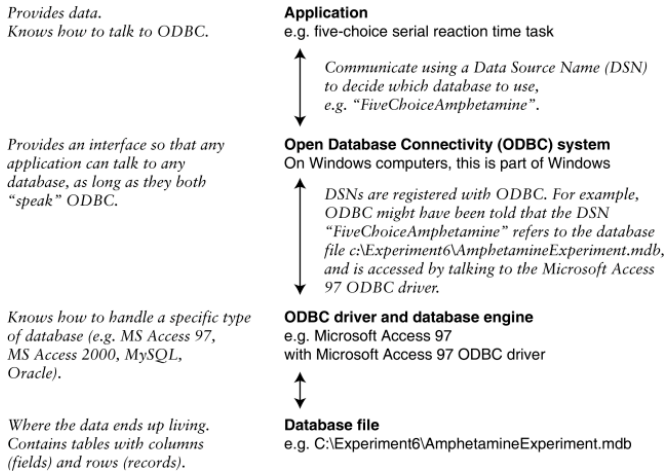 Provides data.
Knows how to talk to ODBC.
Application
e.g. five-choice serial reaction time task
Communicate using a Data Source Name (DSN)
to decide which database to use,
e.g. “FiveChoiceAmphetamine”.
Provides an interface so that any
application can talk to any
database, as long as they both
“speak” ODBC.
Open Database Connectivity (ODBC) system
On Windows computers, this is part of Windows
DSNs are registered with ODBC. For example,
ODBC might have been told that the DSN
“FiveChoiceAmphetamine” refers to the database
file c:\Experiment6\AmphetamineExperiment.mdb,
and is accessed by talking to the Microsoft Access
97 ODBC driver.
Knows how to handle a specific type
of database (e.g. MS Access 97,
MS Access 2000, MySQL,
Oracle).
ODBC driver and database engine
e.g. Microsoft Access 97
with Microsoft Access 97 ODBC driver
Where the data ends up living.
Contains tables with columns
(fields) and rows (records).
Database file
e.g. C:\Experiment6\AmphetamineExperiment.mdb